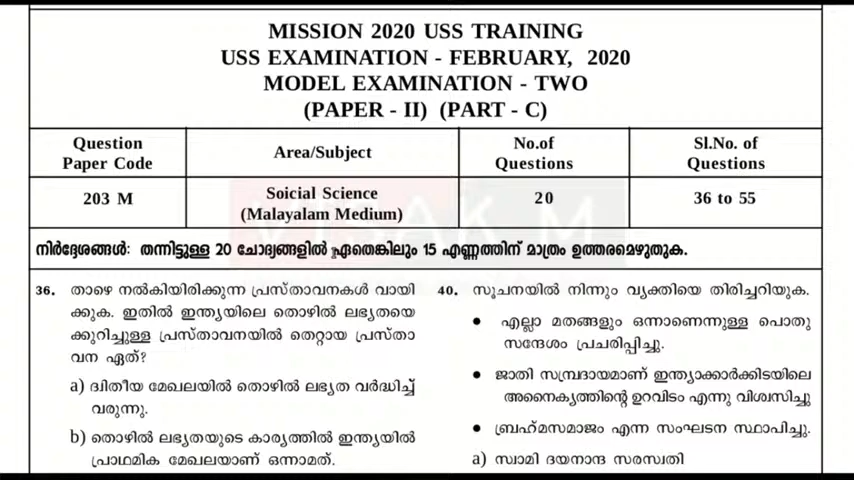 MISSION 2020 USS TRAINING
USS EXAMINATION - FEBRUARY, 2020
MODEL EXAMINATION - TWO
(PAPER - II) (PART - C)
Question
Paper Code
Area/Subject
No.of
Questions
Sl.No. of
Questions
203 M
Soicial Science
(Malayalam Medium)
20
36 to 55
നിർദ്ദേശങ്ങൾ: തന്നിട്ടുള്ള 20 ചോദ്യങ്ങളിൽ ഏതെങ്കിലും 15 എണ്ണത്തിന് മാത്രം ഉത്തരമെഴുതുക.
36. താഴെ നൽകിയിരിക്കുന്ന പ്രസ്താവനകൾ വായി
ക്കുക. ഇതിൽ ഇന്ത്യയിലെ തൊഴിൽ ലഭ്യതയെ
ക്കുറിച്ചുള്ള പ്രസ്താവനയിൽ തെറ്റായ പ്രസ്താ
വന ഏത്?
a) ദ്വിതീയ മേഖലയിൽ തൊഴിൽ ലഭ്യത വർദ്ധിച്ച്
വരുന്നു.
b) തൊഴിൽ ലഭ്യതയുടെ കാര്യത്തിൽ ഇന്ത്യയിൽ
പ്രാഥമിക മേഖലയാണ് ഒന്നാമത്.
40. സൂചനയിൽ നിന്നും വ്യക്തിയെ തിരിച്ചറിയുക.
• എല്ലാ മതങ്ങളും ഒന്നാണെന്നുള്ള പൊതു
സന്ദേശം പ്രചരിപ്പിച്ചു.
• ജാതി സമ്പ്രദായമാണ് ഇന്ത്യാക്കാർക്കിടയിലെ
അനൈക്യത്തിന്റെ ഉറവിടം എന്നു വിശ്വസിച്ചു
• ബ്രഹ്മസമാജം എന്ന സംഘടന സ്ഥാപിച്ചു.
a) സ്വാമി ദയനാന്ദ സരസ്വതി